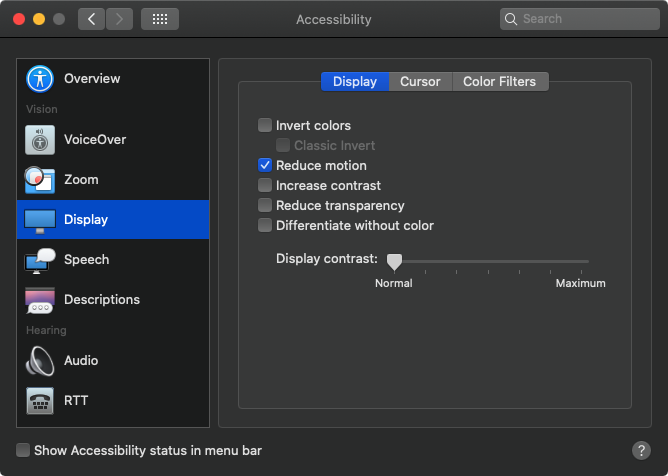 Accessibility
Search
Overview
Vision
VoiceOver
Zoom
Display
Speech
Descriptions
Hearing
Audio
RTT
Display Cursor Color Filters
Invert colors
Classic Invert
Reduce motion
Increase contrast
Reduce transparency
Differentiate without color
Display contrast:
Normal Maximum
Show Accessibility status in menu bar
?